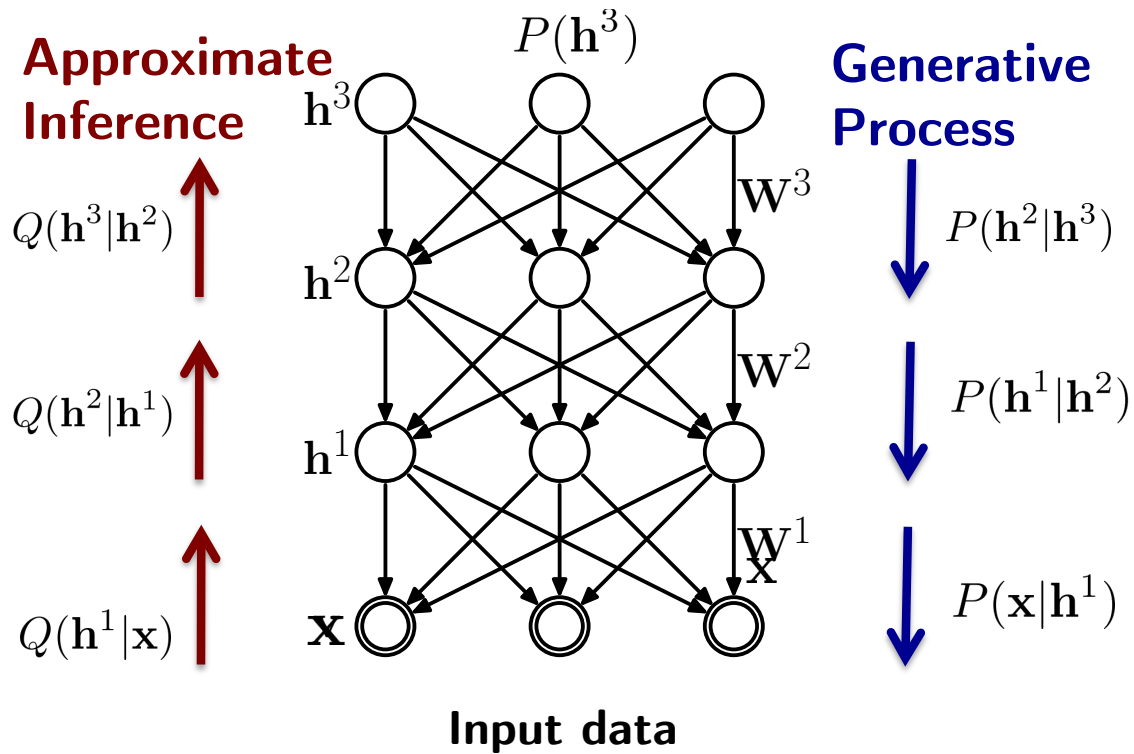 Approximate
Inference
P(𝐡³)
Generative
Process
𝐡³
𝐖³
Q(𝐡³|𝐡²)
P(𝐡²|𝐡³)
𝐡²
𝐖²
Q(𝐡²|𝐡¹)
P(𝐡¹|𝐡²)
𝐡¹
𝐖¹
𝐱
Q(𝐡¹|𝐱)
P(𝐱|𝐡¹)
𝐱
Input data